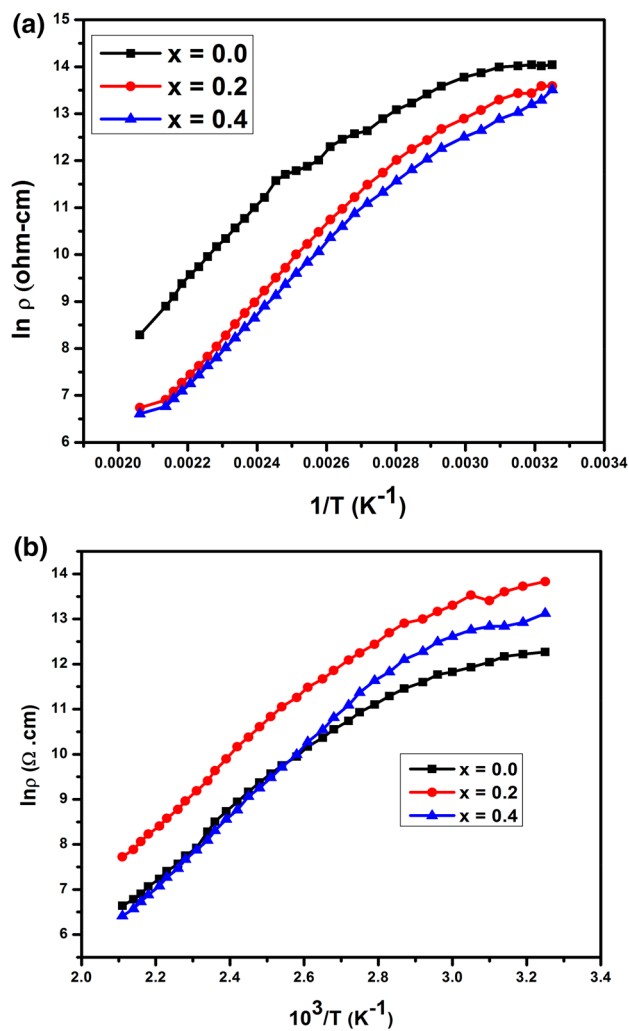 (a)
x = 0.0
x = 0.2
x = 0.4
15
14
13
12
11
10
9
8
7
6
ln ρ (ohm-cm)
0.0020 0.0022 0.0024 0.0026 0.0028 0.0030 0.0032 0.0034
1/T (K⁻¹)
(b)
14
13
12
11
10
9
8
7
6
lnρ (Ω .cm)
x = 0.0
x = 0.2
x = 0.4
2.0 2.2 2.4 2.6 2.8 3.0 3.2 3.4
10³/T (K⁻¹)